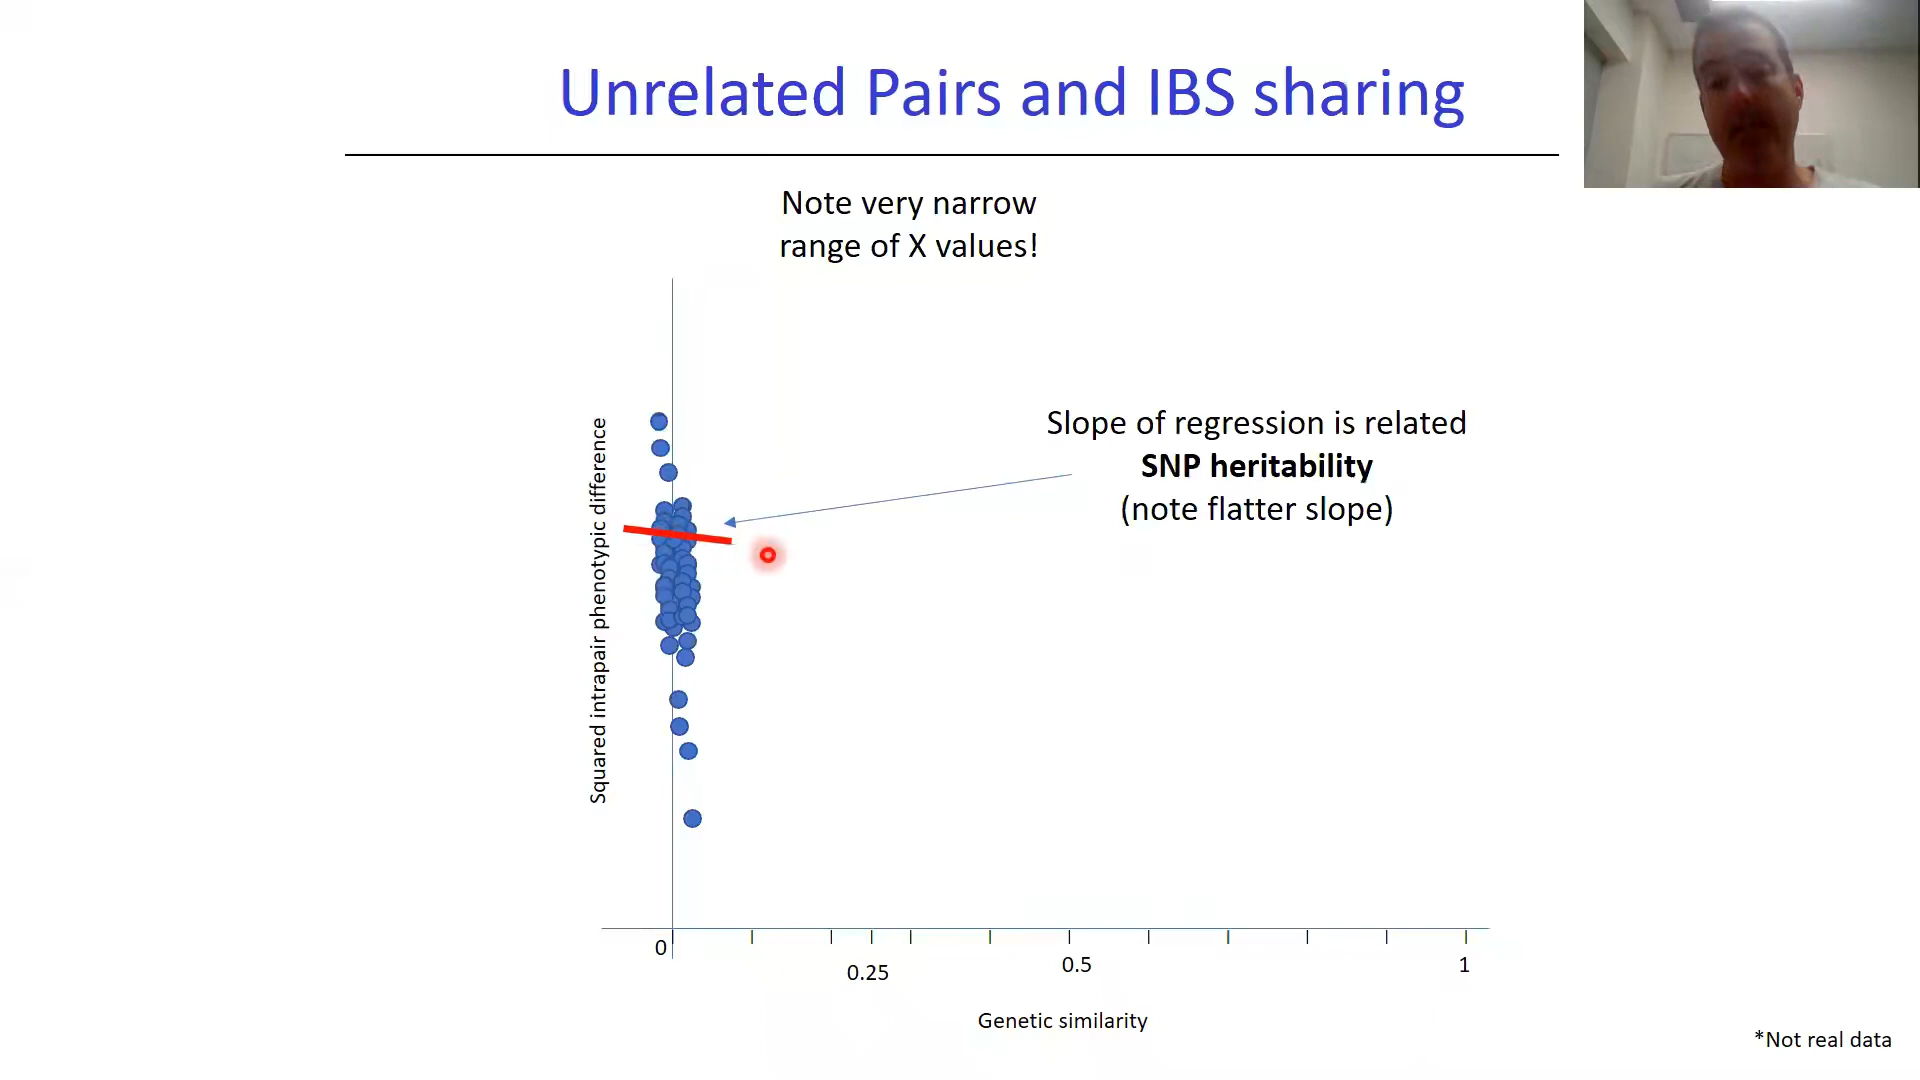 Unrelated Pairs and IBS sharing
Note very narrow
range of X values!
Slope of regression is related
SNP heritability
(note flatter slope)
Squared intrapair phenotypic difference
0
0.25
0.5
1
Genetic similarity
*Not real data